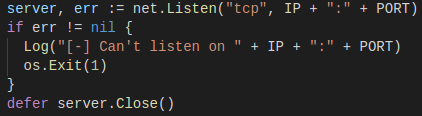 server, err := net.Listen("tcp", IP + ":" + PORT)
if err != nil {
  Log("[-] Can't listen on " + IP + ":" + PORT)
  os.Exit(1)
}
defer server.Close()